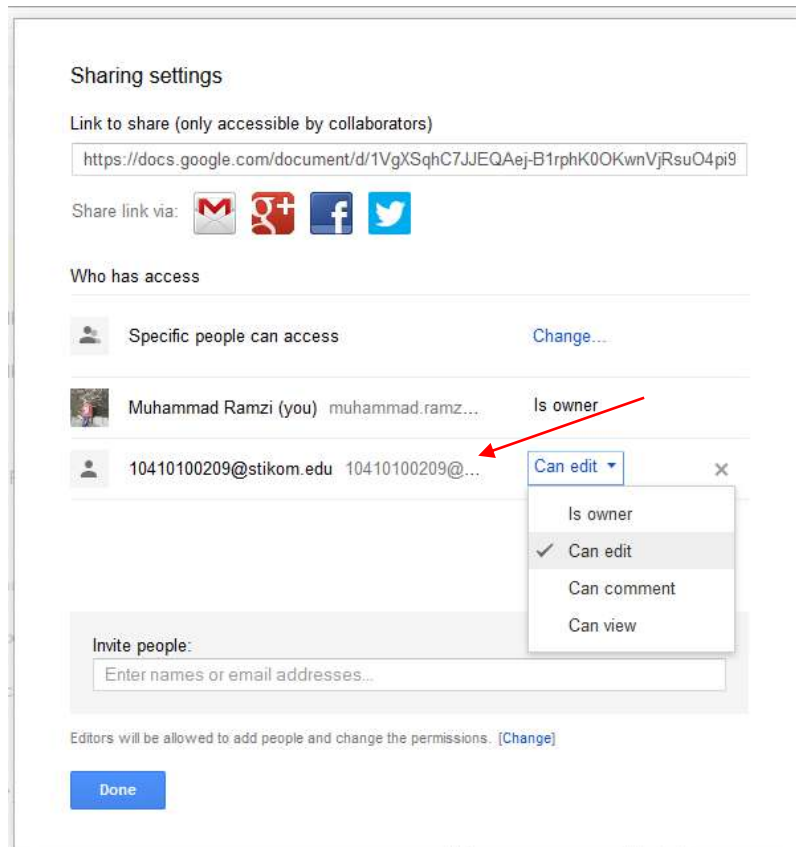 Sharing settings
Link to share (only accessible by collaborators)
https://docs.google.com/document/d/1VgXSqhC7JJEQAej-B1rphK0OKwnVjRsuO4pi9
Share link via:
Who has access
Specific people can access Change...
Muhammad Ramzi (you) muhammad.ramz... Is owner
10410100209@stikom.edu 10410100209@... Can edit
Is owner
Can edit
Can comment
Can view
Invite people:
Enter names or email addresses...
Editors will be allowed to add people and change the permissions. [Change]
Done